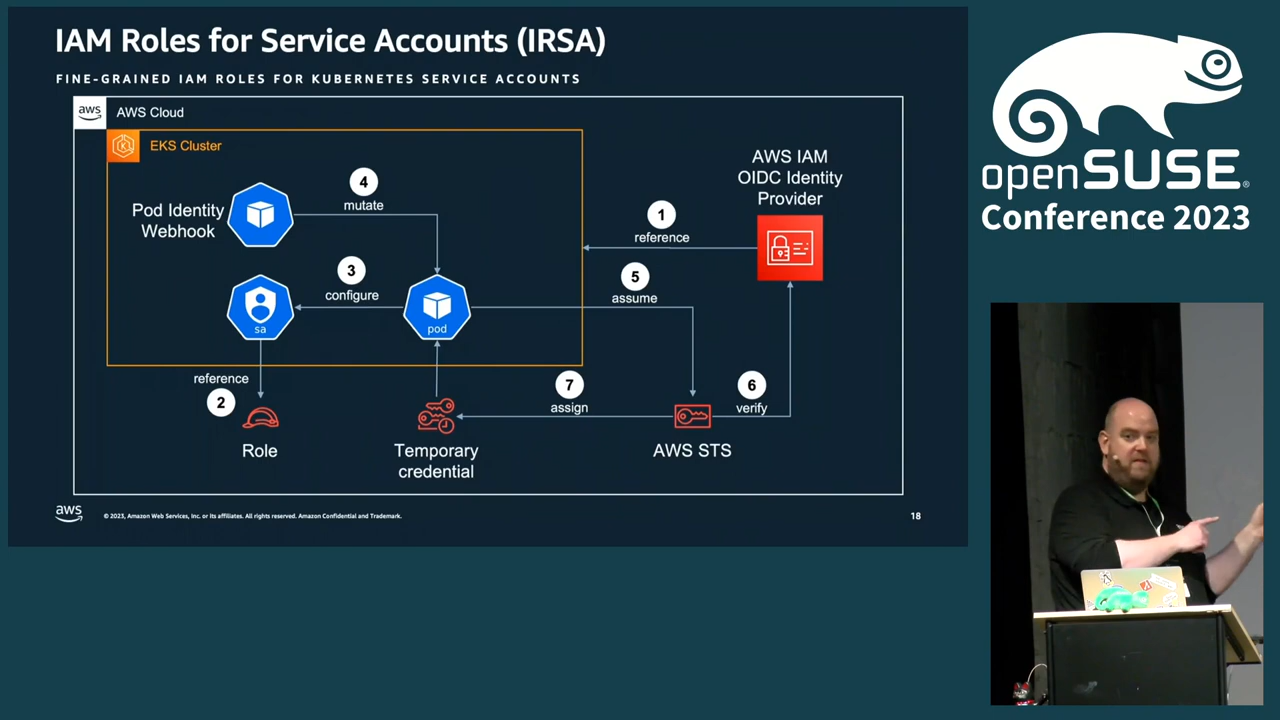 IAM Roles for Service Accounts (IRSA)
FINE-GRAINED IAM ROLES FOR KUBERNETES SERVICE ACCOUNTS
aws
AWS Cloud
EKS Cluster
Pod Identity
Webhook
4
mutate
3
configure
sa
pod
reference
2
Role
Temporary
credential
7
assign
5
assume
1
reference
AWS IAM
OIDC Identity
Provider
6
verify
AWS STS
aws
© 2023, Amazon Web Services, Inc. or its affiliates. All rights reserved. Amazon Confidential and Trademark.
18
openSUSE®
Conference 2023